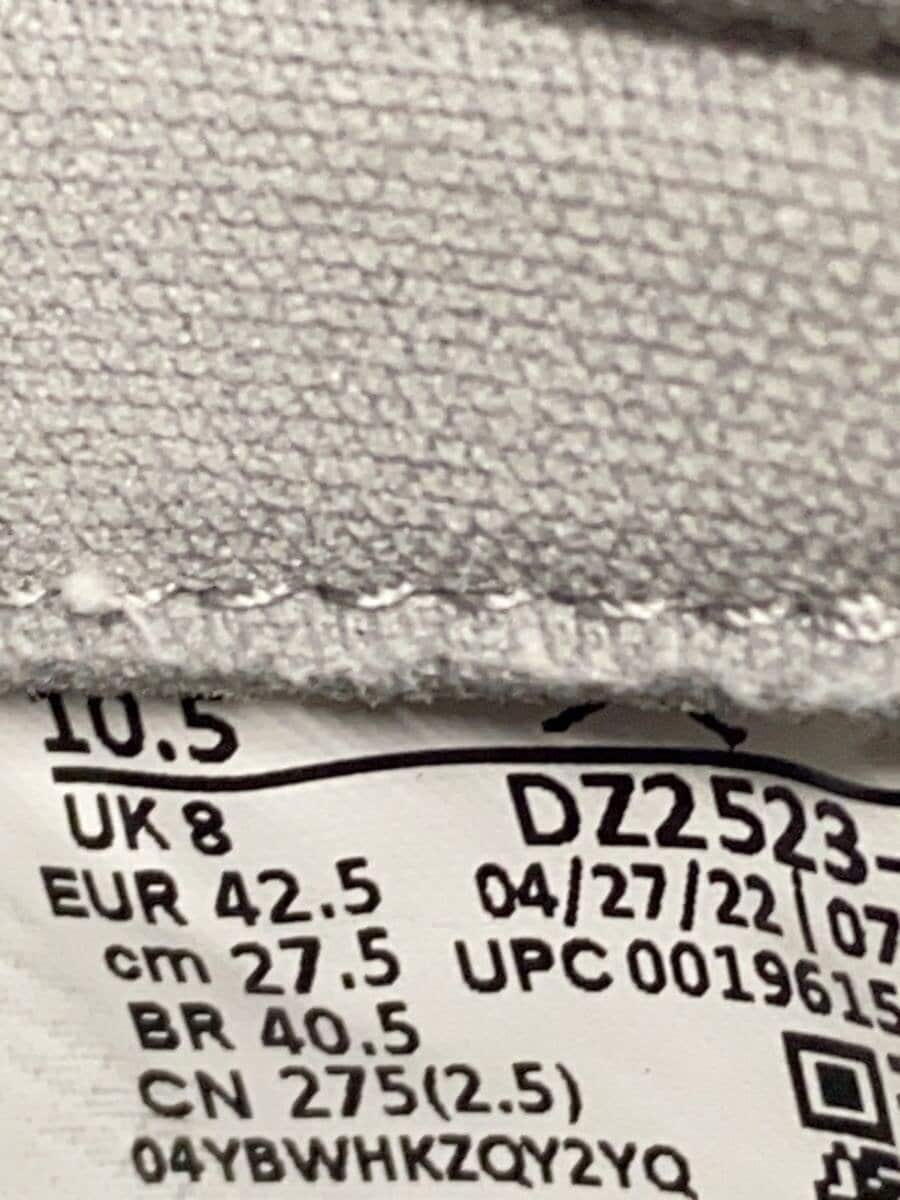 10.5
UK 8
EUR 42.5
cm 27.5
BR 40.5
CN 275(2.5)
04YBWHKZQY2YQ
DZ2523-
04/27/22 07
UPC 0019615